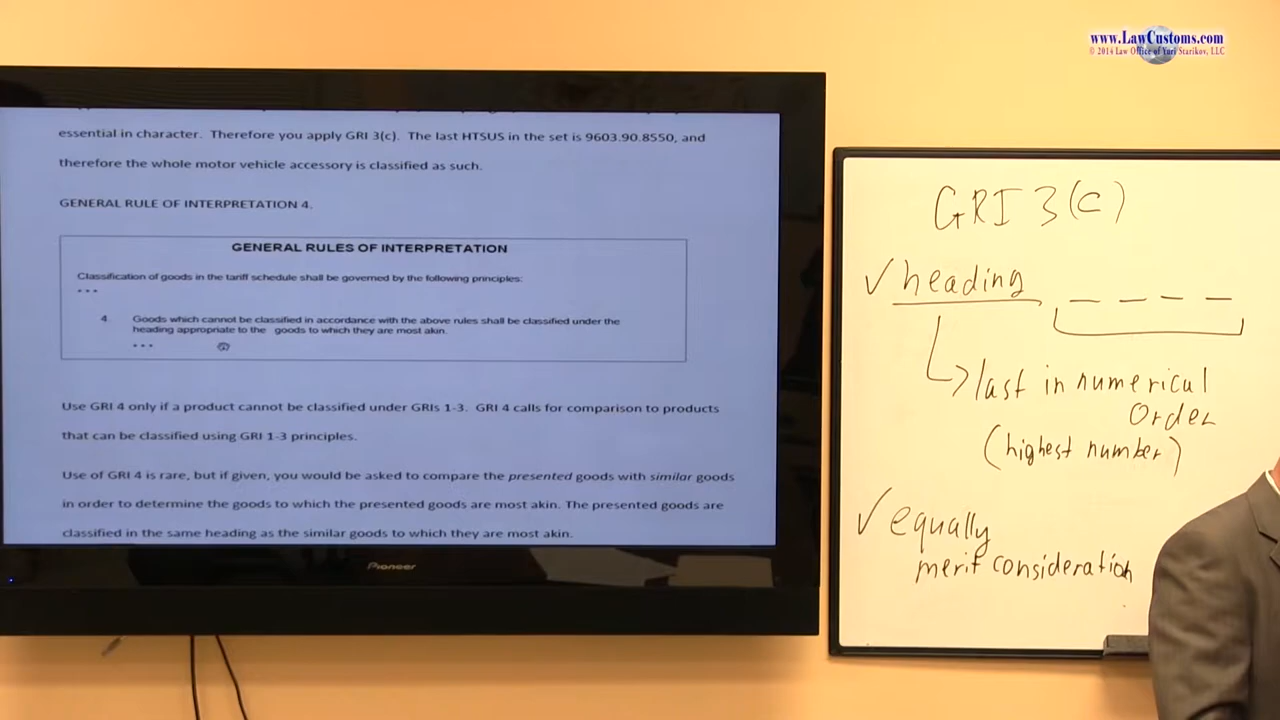 www.LawCustoms.com
© 2014 Law Office of Yuri Starikov, LLC
essential in character. Therefore you apply GRI 3(c). The last HTSUS in the set is 9603.90.8550, and
therefore the whole motor vehicle accessory is classified as such.
GENERAL RULE OF INTERPRETATION 4.
GENERAL RULES OF INTERPRETATION
Classification of goods in the tariff schedule shall be governed by the following principles:
* * *
4. Goods which cannot be classified in accordance with the above rules shall be classified under the
heading appropriate to the goods to which they are most akin.
* * *
Use GRI 4 only if a product cannot be classified under GRIs 1-3. GRI 4 calls for comparison to products
that can be classified using GRI 1-3 principles.
Use of GRI 4 is rare, but if given, you would be asked to compare the presented goods with similar goods
in order to determine the goods to which the presented goods are most akin. The presented goods are
classified in the same heading as the similar goods to which they are most akin.
Pioneer
GRI 3(c)
✓ heading _ _ _ _
last in numerical
Order
(highest number)
✓ equally
merit consideration